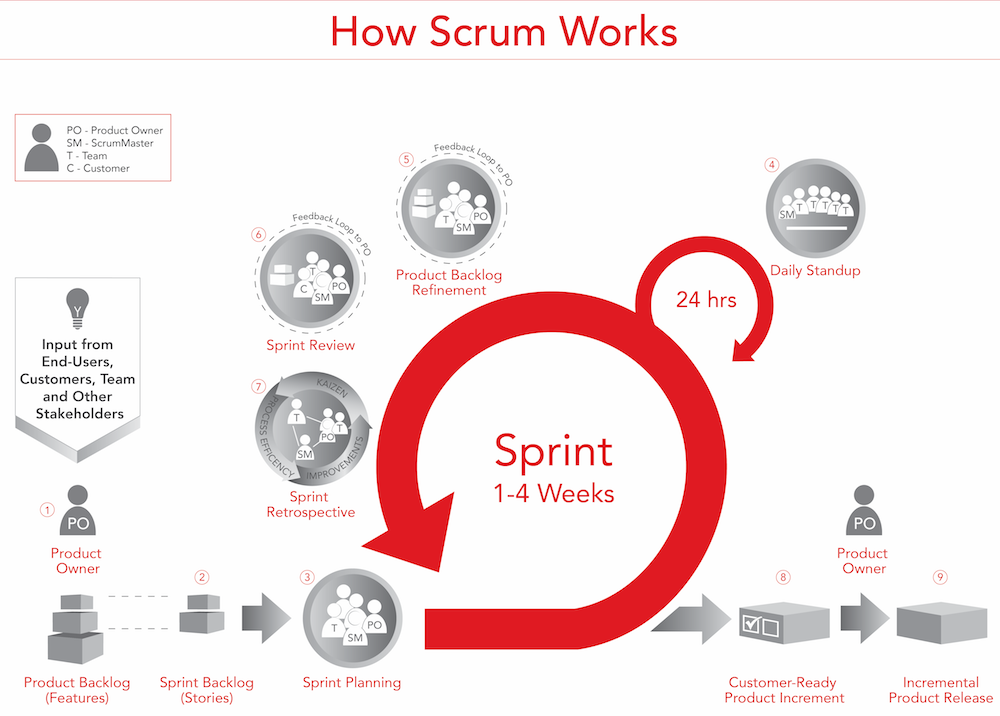 How Scrum Works
PO - Product Owner
SM - ScrumMaster
T - Team
C - Customer
5
Feedback Loop to PO
T
SM
PO
Product Backlog
Refinement
4
SM
T
T
T
T
T
Daily Standup
6
Feedback Loop to PO
T
C
SM
PO
Sprint Review
24 hrs
Y
Input from
End-Users,
Customers, Team
and Other
Stakeholders
7
KAIZEN
PROCESS EFFICENCY
IMPROVEMENTS
T
PO
T
SM
Sprint
Retrospective
Sprint
1-4 Weeks
1
PO
Product
Owner
PO
Product
Owner
2
3
T
SM
PO
8
9
Product Backlog
(Features)
Sprint Backlog
(Stories)
Sprint Planning
Customer-Ready
Product Increment
Incremental
Product Release